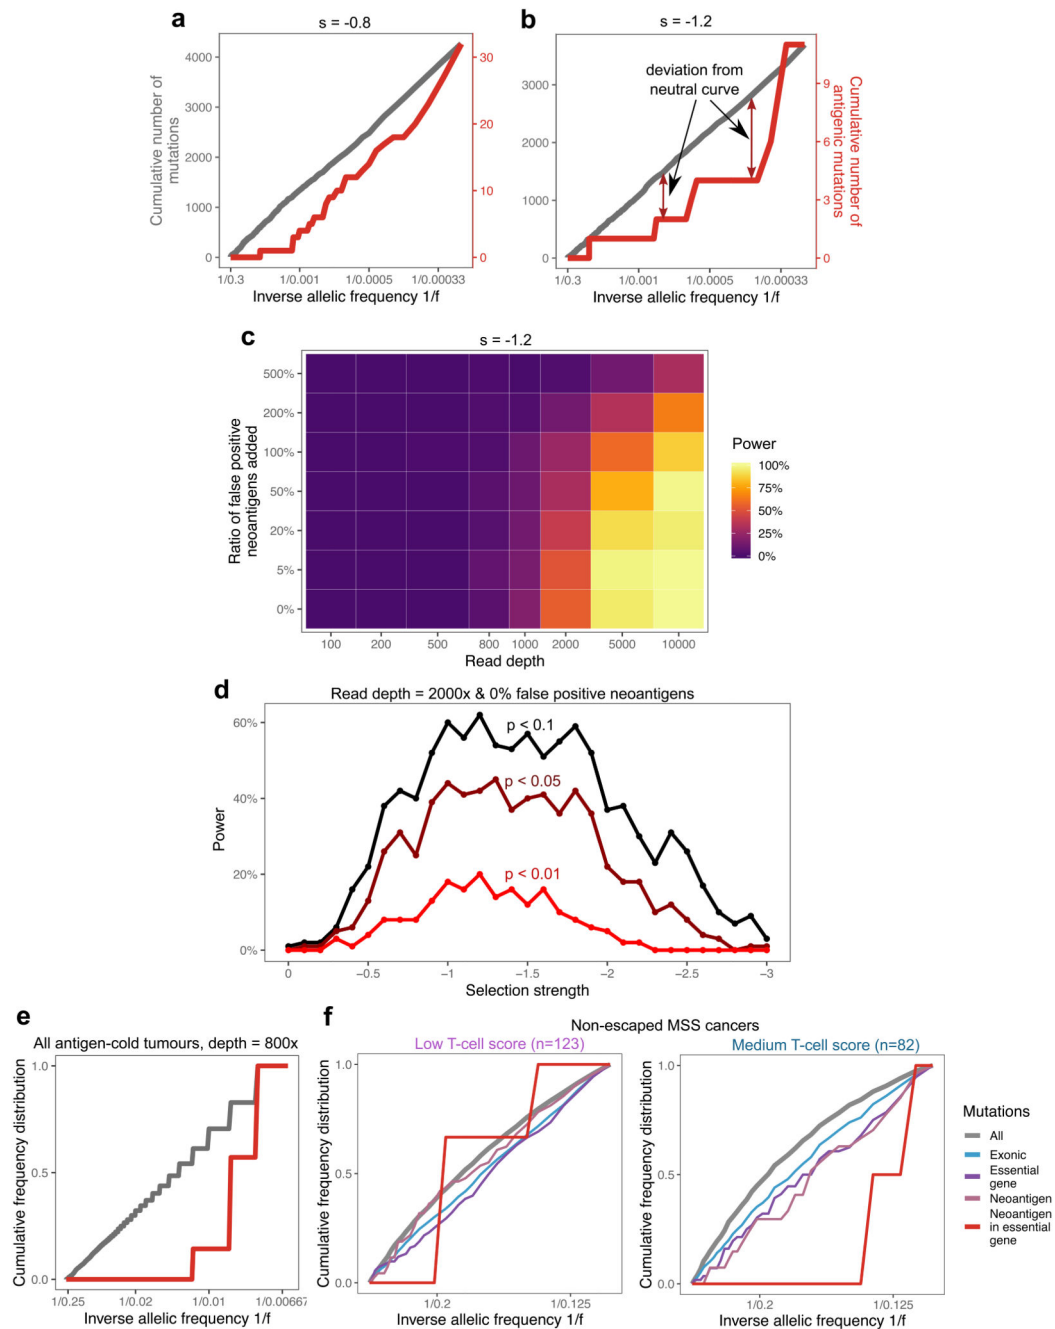 a
s = -0.8
Cumulative number of
mutations
4000
3000
2000
1000
0
30
20
10
0
1/0.3
1/0.001
1/0.0005
1/0.00033
Inverse allelic frequency 1/f
b
s = -1.2
deviation from
neutral curve
3000
2000
1000
0
9
6
3
0
Cumulative number of
antigenic mutations
1/0.3
1/0.001
1/0.0005
1/0.00033
Inverse allelic frequency 1/f
c
s = -1.2
Ratio of false positive
neoantigens added
500%
200%
100%
50%
20%
5%
0%
100
200
500
800
1000
2000
5000
10000
Read depth
Power
100%
75%
50%
25%
0%
d
Read depth = 2000x & 0% false positive neoantigens
Power
60%
40%
20%
0%
p < 0.1
p < 0.05
p < 0.01
0
−0.5
−1
−1.5
−2
−2.5
−3
Selection strength
e
All antigen-cold tumours, depth = 800x
Cumulative frequency distribution
1.0
0.5
0.0
1/0.25
1/0.02
1/0.01
1/0.00667
Inverse allelic frequency 1/f
f
Non-escaped MSS cancers
Low T-cell score (n=123)
Cumulative frequency distribution
1.0
0.5
0.0
1/0.2
1/0.125
Inverse allelic frequency 1/f
Medium T-cell score (n=82)
Cumulative frequency distribution
1.0
0.5
0.0
1/0.2
1/0.125
Inverse allelic frequency 1/f
Mutations
All
Exonic
Essential
gene
Neoantigen
Neoantigen
in essential
gene